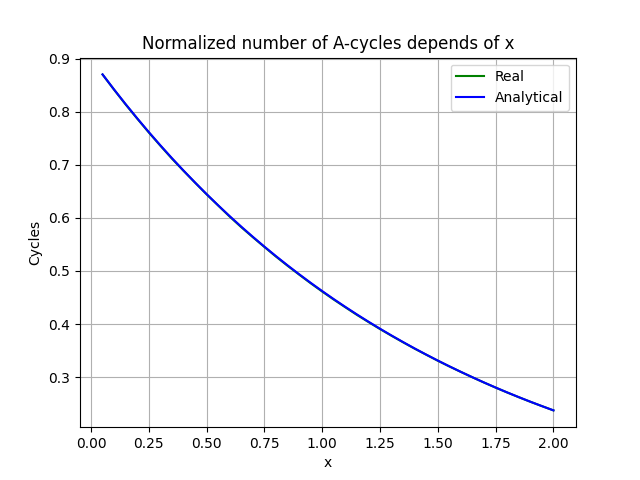 Normalized number of A-cycles depends of x
Real
Analytical
0.9
0.8
0.7
0.6
0.5
0.4
0.3
Cycles
0.00 0.25 0.50 0.75 1.00 1.25 1.50 1.75 2.00
x